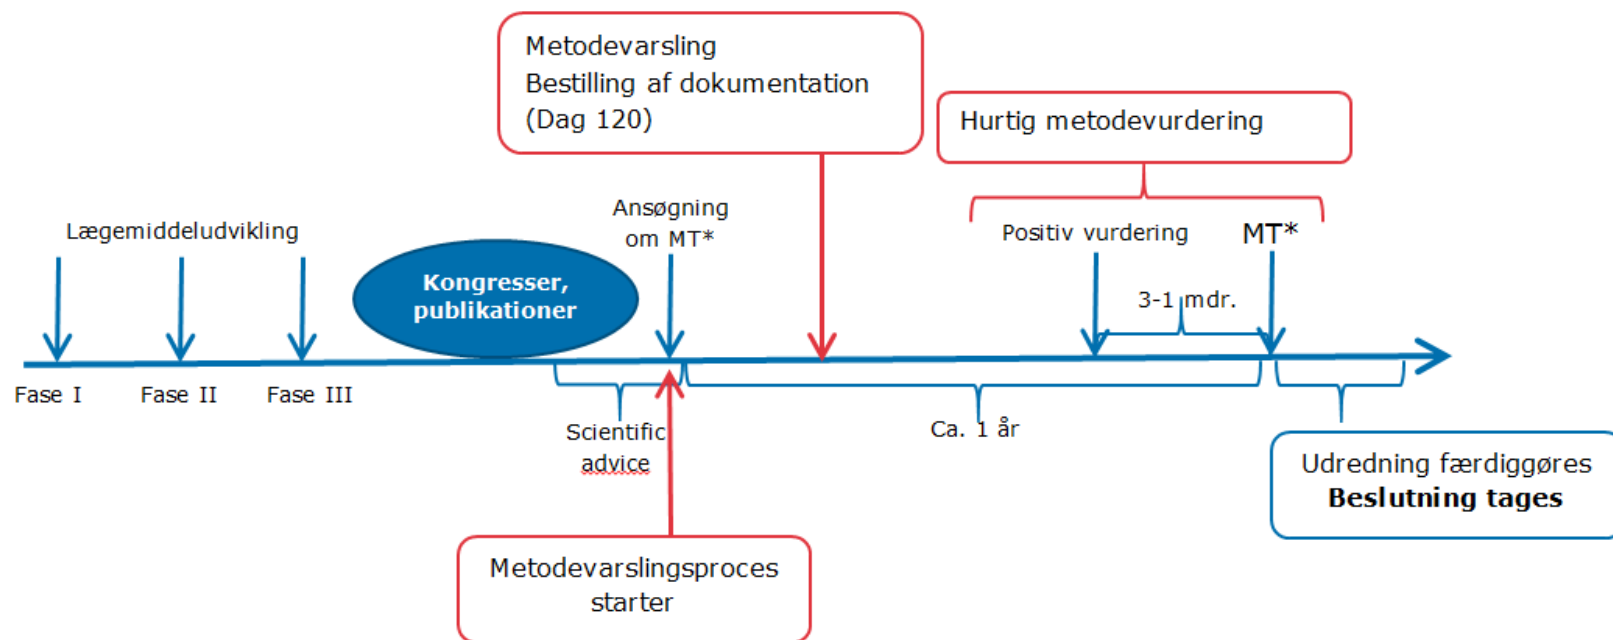 Metodevarsling
Bestilling af dokumentation
(Dag 120)
Hurtig metodevurdering
Lægemiddeludvikling
Ansøgning
om MT*
Positiv vurdering
MT*
Kongresser,
publikationer
3-1 mdr.
Fase I
Fase II
Fase III
Scientific
advice
Ca. 1 år
Udredning færdiggøres
Beslutning tages
Metodevarslingsproces
starter